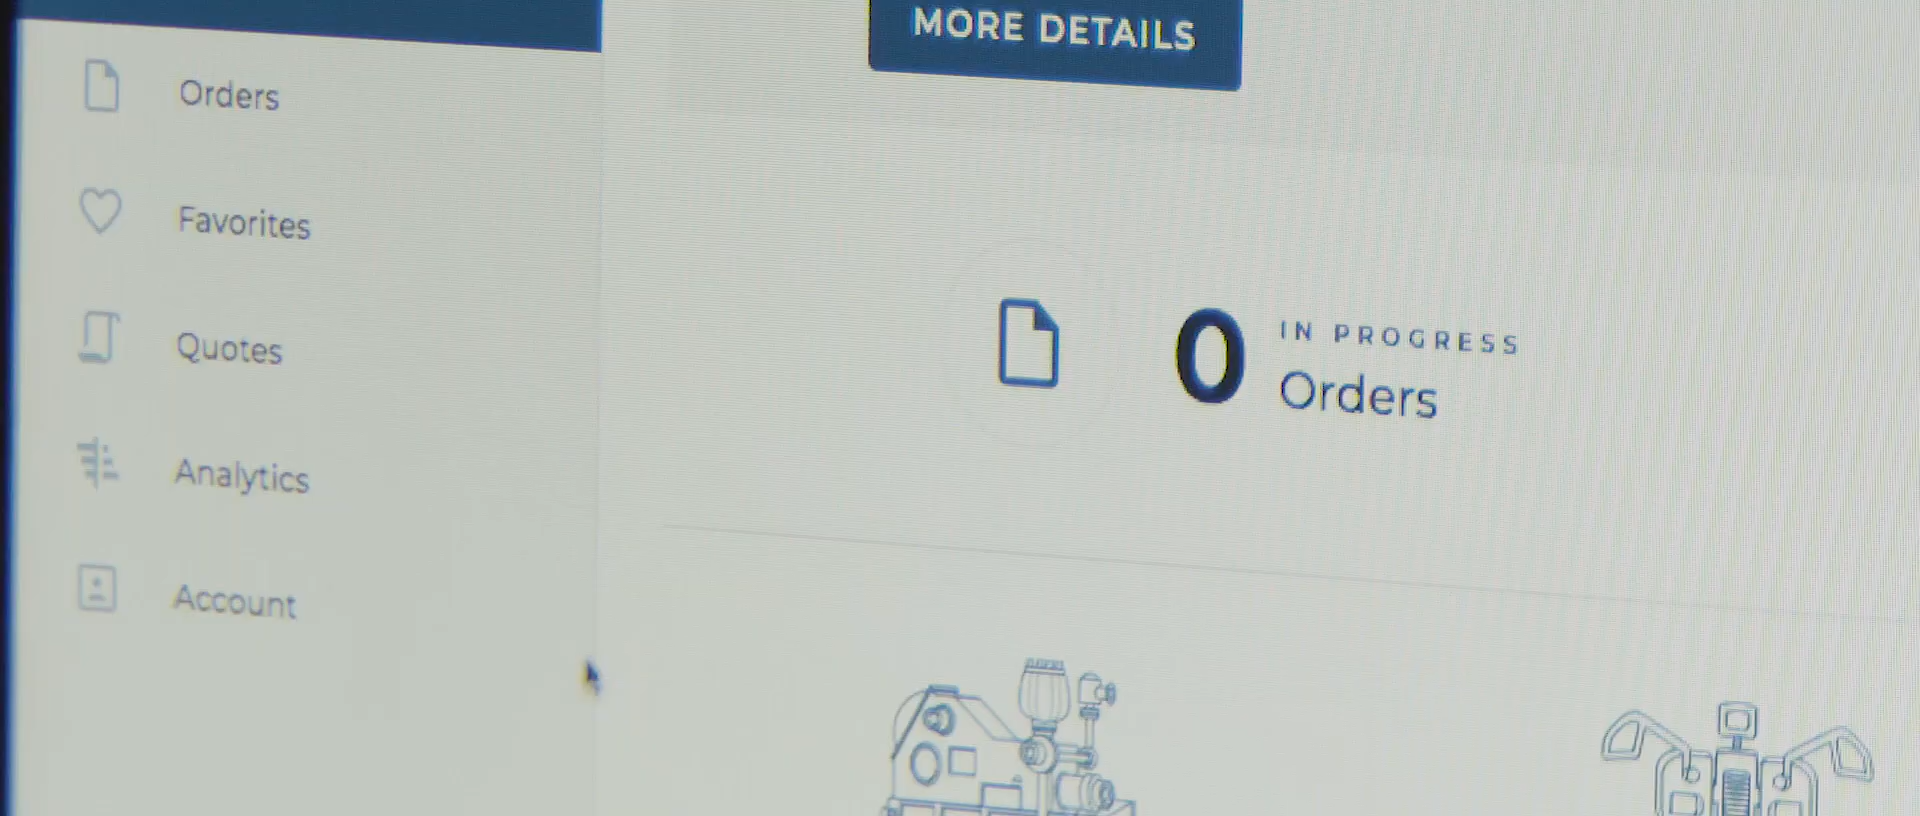 MORE DETAILS
Orders
Favorites
Quotes
Analytics
Account
0
IN PROGRESS
Orders